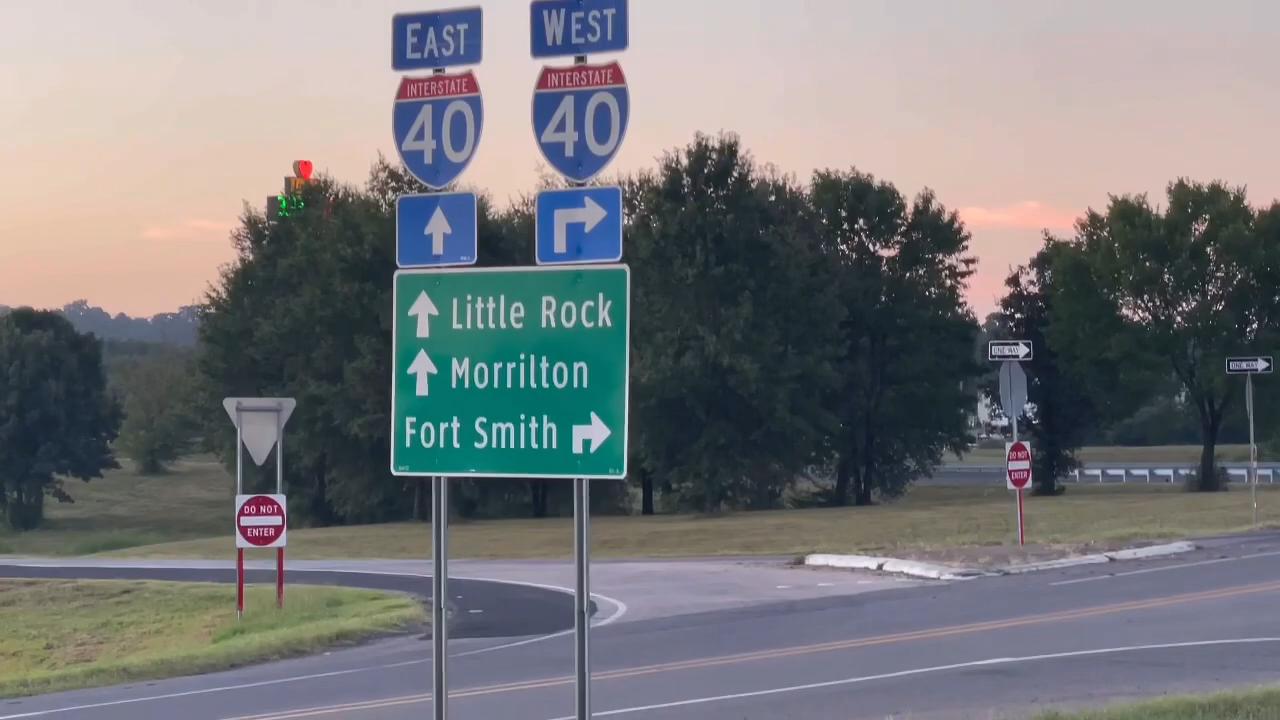 EAST
INTERSTATE
40
WEST
INTERSTATE
40
Little Rock
Morrilton
Fort Smith
DO NOT
ENTER
ONE WAY
DO NOT
ENTER
ONE WAY